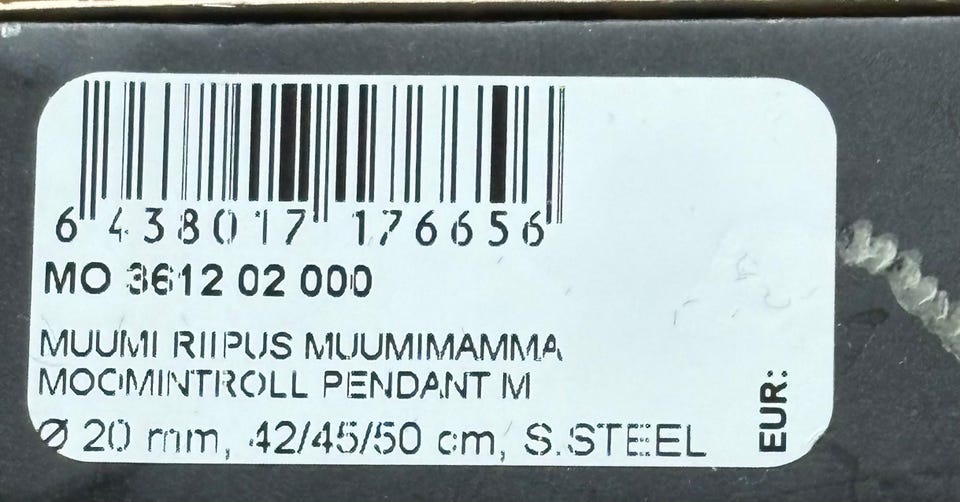 6 438017 176656
MO 3612 02 000
MUUMI RIIPUS MUUMIMAMMA
MOOMINTROLL PENDANT M
Ø 20 mm, 42/45/50 cm, S.STEEL
EUR: